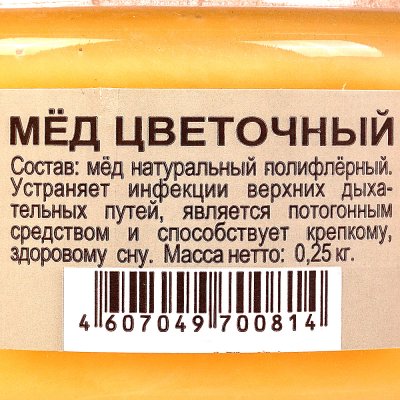 МЁД ЦВЕТОЧНЫЙ
Состав: мёд натуральный полифлёрный.
Устраняет инфекции верхних дыха-
тельных путей, является потогонным
средством и способствует крепкому,
здоровому сну. Масса нетто: 0,25 кг.
4 607049 700814